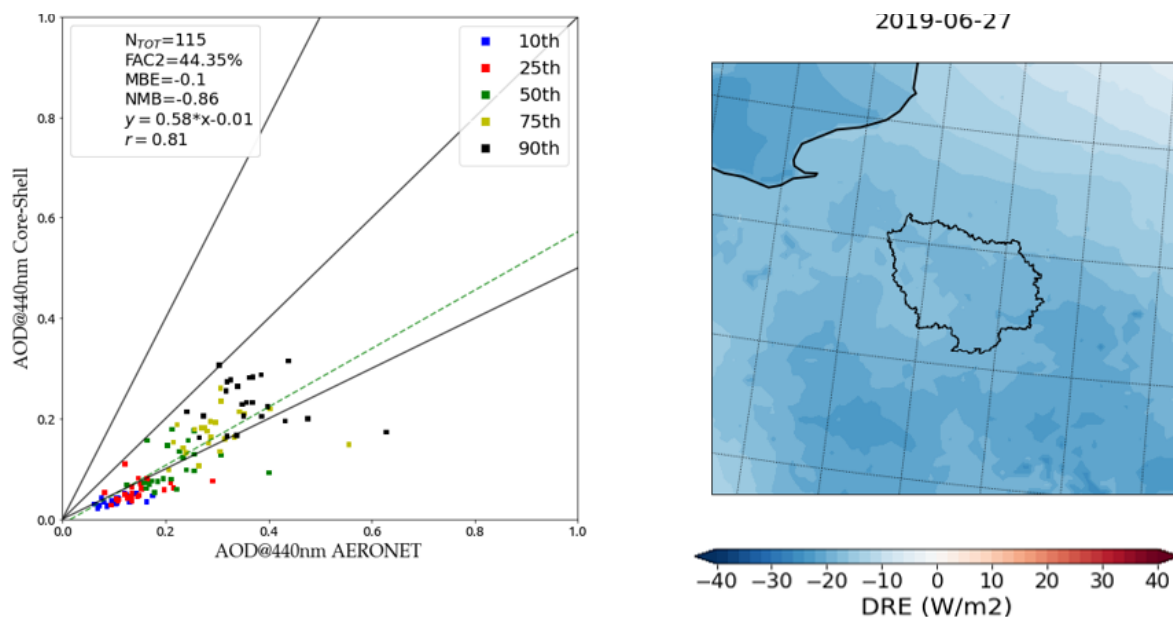 N_TOT=115
FAC2=44.35%
MBE=-0.1
NMB=-0.86
y = 0.58*x-0.01
r = 0.81
10th
25th
50th
75th
90th
1.0
0.8
0.6
0.4
0.2
0.0
AOD@440nm Core-Shell
0.0 0.2 0.4 0.6 0.8 1.0
AOD@440nm AERONET
2019-06-27
−40 −30 −20 −10 0 10 20 30 40
DRE (W/m2)